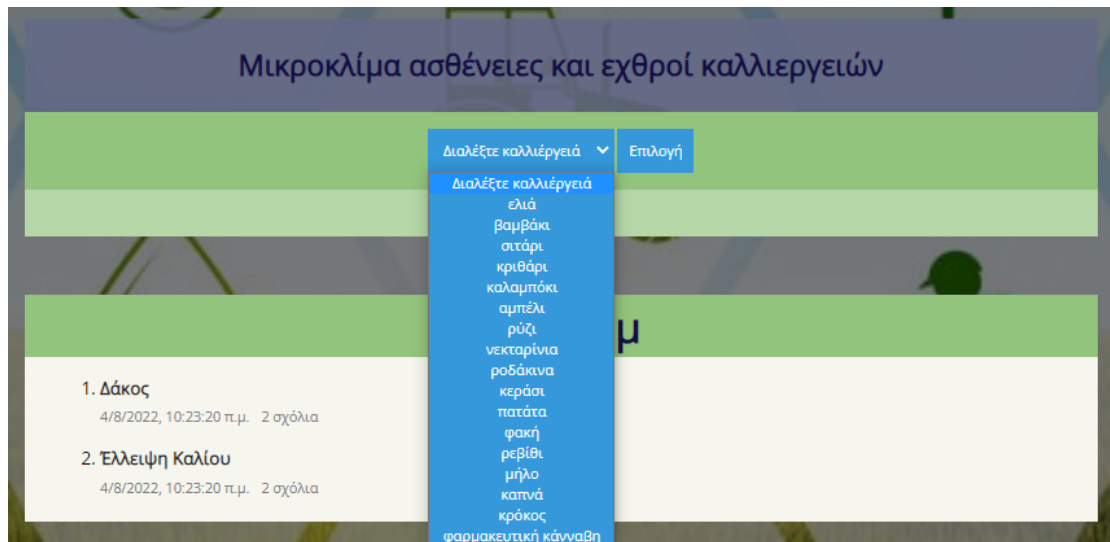 Μικροκλίμα ασθένειες και εχθροί καλλιεργειών
Διαλέξτε καλλιέργειά Επιλογή
Διαλέξτε καλλιέργειά
ελιά
βαμβάκι
σιτάρι
κριθάρι
καλαμπόκι
αμπέλι
ρύζι
νεκταρίνια
ροδάκινα
κεράσι
πατάτα
φακή
ρεβίθι
μήλο
καπνά
κρόκος
φαρμακευτική κάνναβη
1. Δάκος
4/8/2022, 10:23:20 π.μ. 2 σχόλια
2. Έλλειψη Καλίου
4/8/2022, 10:23:20 π.μ. 2 σχόλια